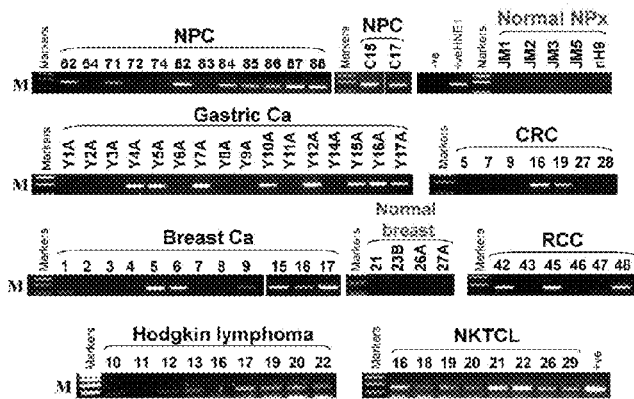 NPC NPC Normal NPx
Markers 62 64 71 72 74 82 83 84 85 86 87 88 Markers C15 C17 -ve +veHNE1 Markers JM1 JM2 JM3 JM5 nH9
M
Gastric Ca CRC
Markers Y1A Y2A Y3A Y4A Y5A Y6A Y7A Y8A Y9A Y10A Y11A Y12A Y14A Y15A Y16A Y17A Markers 5 7 9 16 19 27 28
M
Breast Ca Normal breast RCC
Markers 1 2 3 4 5 6 7 8 9 15 16 17 Markers 21 23B 26A 27A Markers 42 43 45 46 47 48
M
Hodgkin lymphoma NKTCL
Markers 10 11 12 13 16 17 19 20 22 Markers 16 18 19 20 21 22 26 29 +ve
M